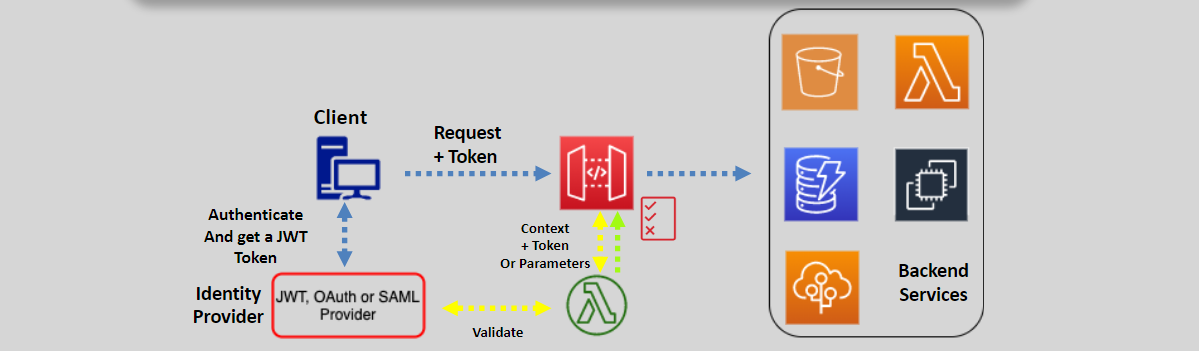 Client
Request
+ Token
</>
Authenticate
And get a JWT
Token
Context
+ Token
Or Parameters
Identity
Provider
JWT, OAuth or SAML
Provider
Validate
Backend
Services